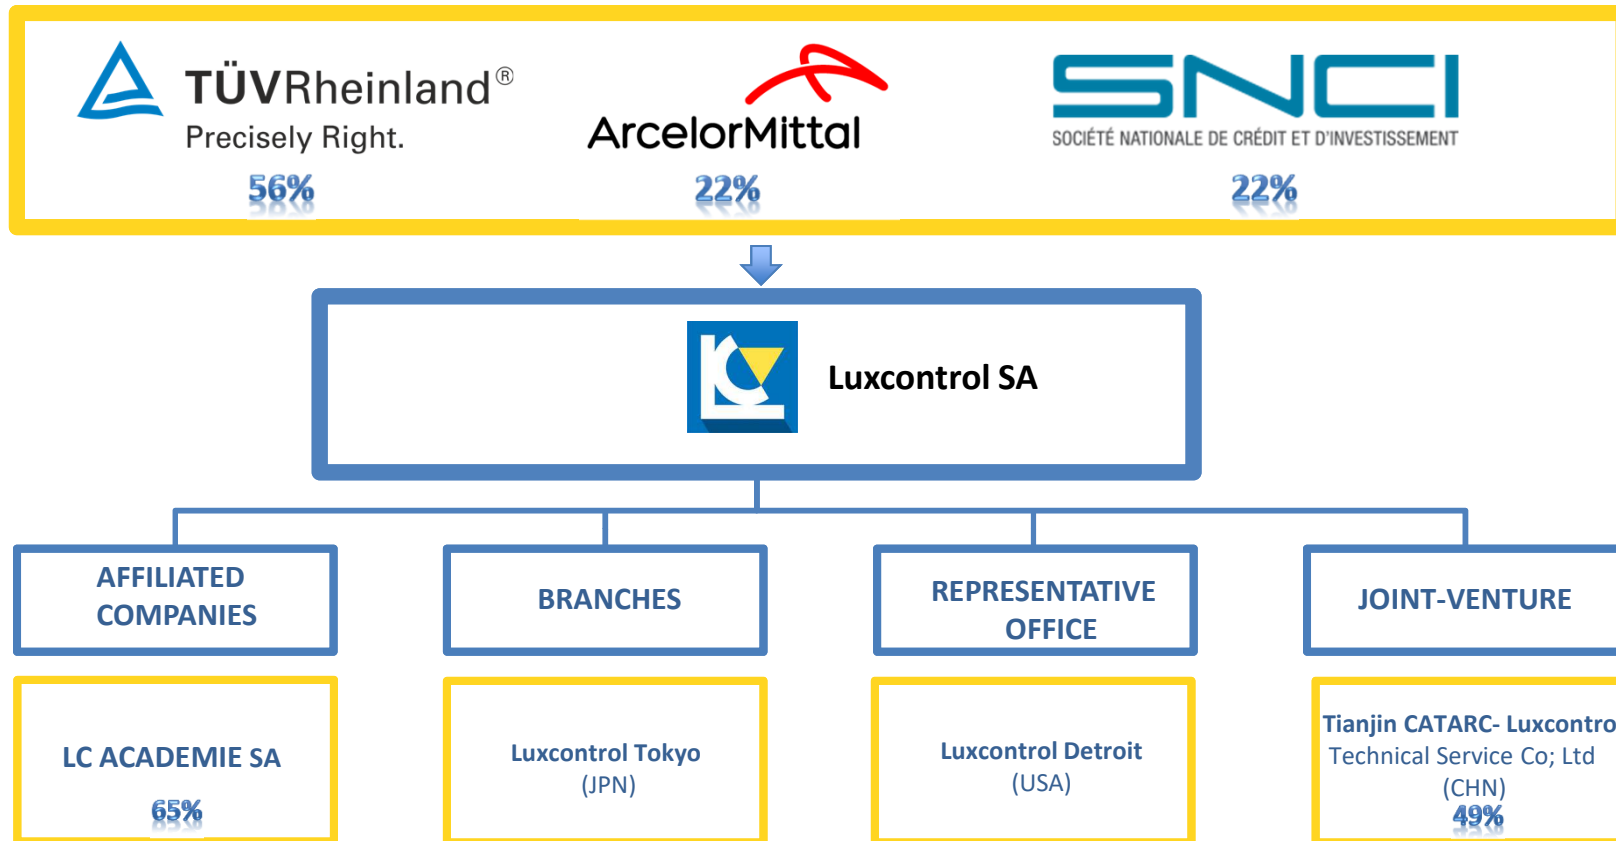 TÜVRheinland®
Precisely Right.
56%
ArcelorMittal
22%
SNCI
SOCIÉTÉ NATIONALE DE CRÉDIT ET D'INVESTISSEMENT
22%
Luxcontrol SA
AFFILIATED
COMPANIES
BRANCHES
REPRESENTATIVE
OFFICE
JOINT-VENTURE
LC ACADEMIE SA
65%
Luxcontrol Tokyo
(JPN)
Luxcontrol Detroit
(USA)
Tianjin CATARC- Luxcontro
Technical Service Co; Ltd
(CHN)
49%